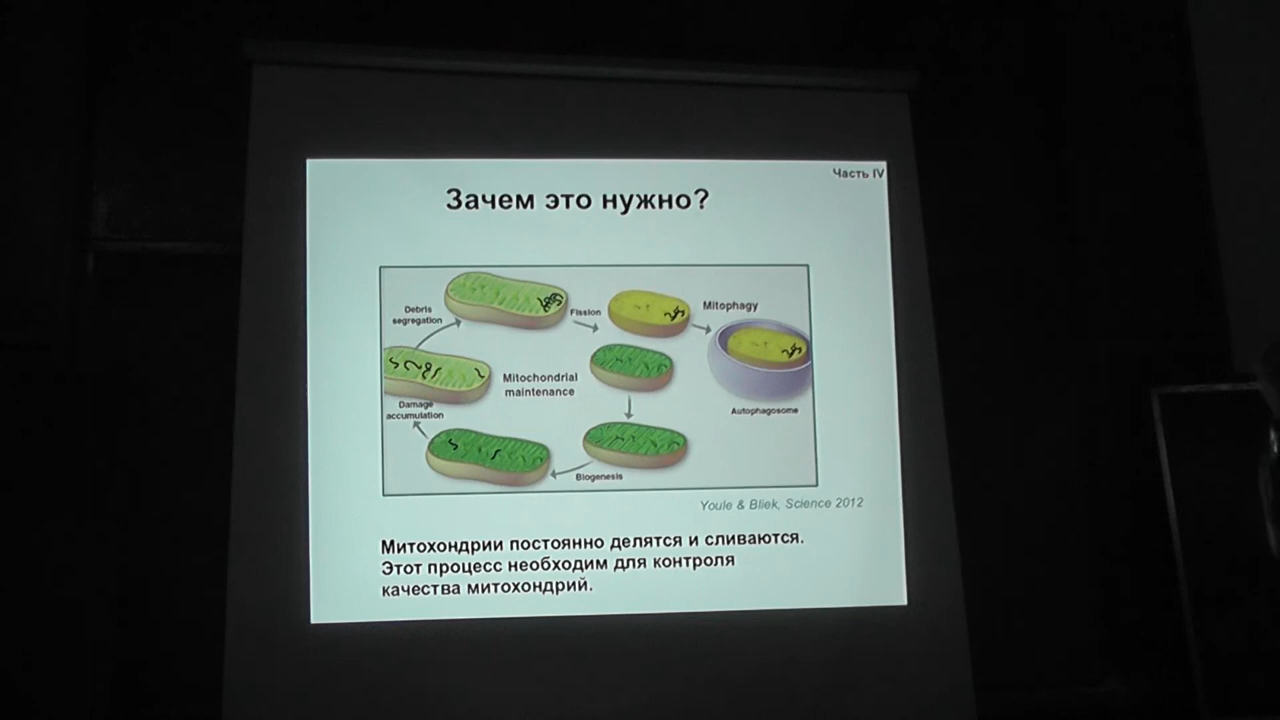 Часть IV
Зачем это нужно?
Debris
segregation
Fission
Mitophagy
Mitochondrial
maintenance
Damage
accumulation
Autophagosome
Biogenesis
Youle & Bliek, Science 2012
Митохондрии постоянно делятся и сливаются.
Этот процесс необходим для контроля
качества митохондрий.